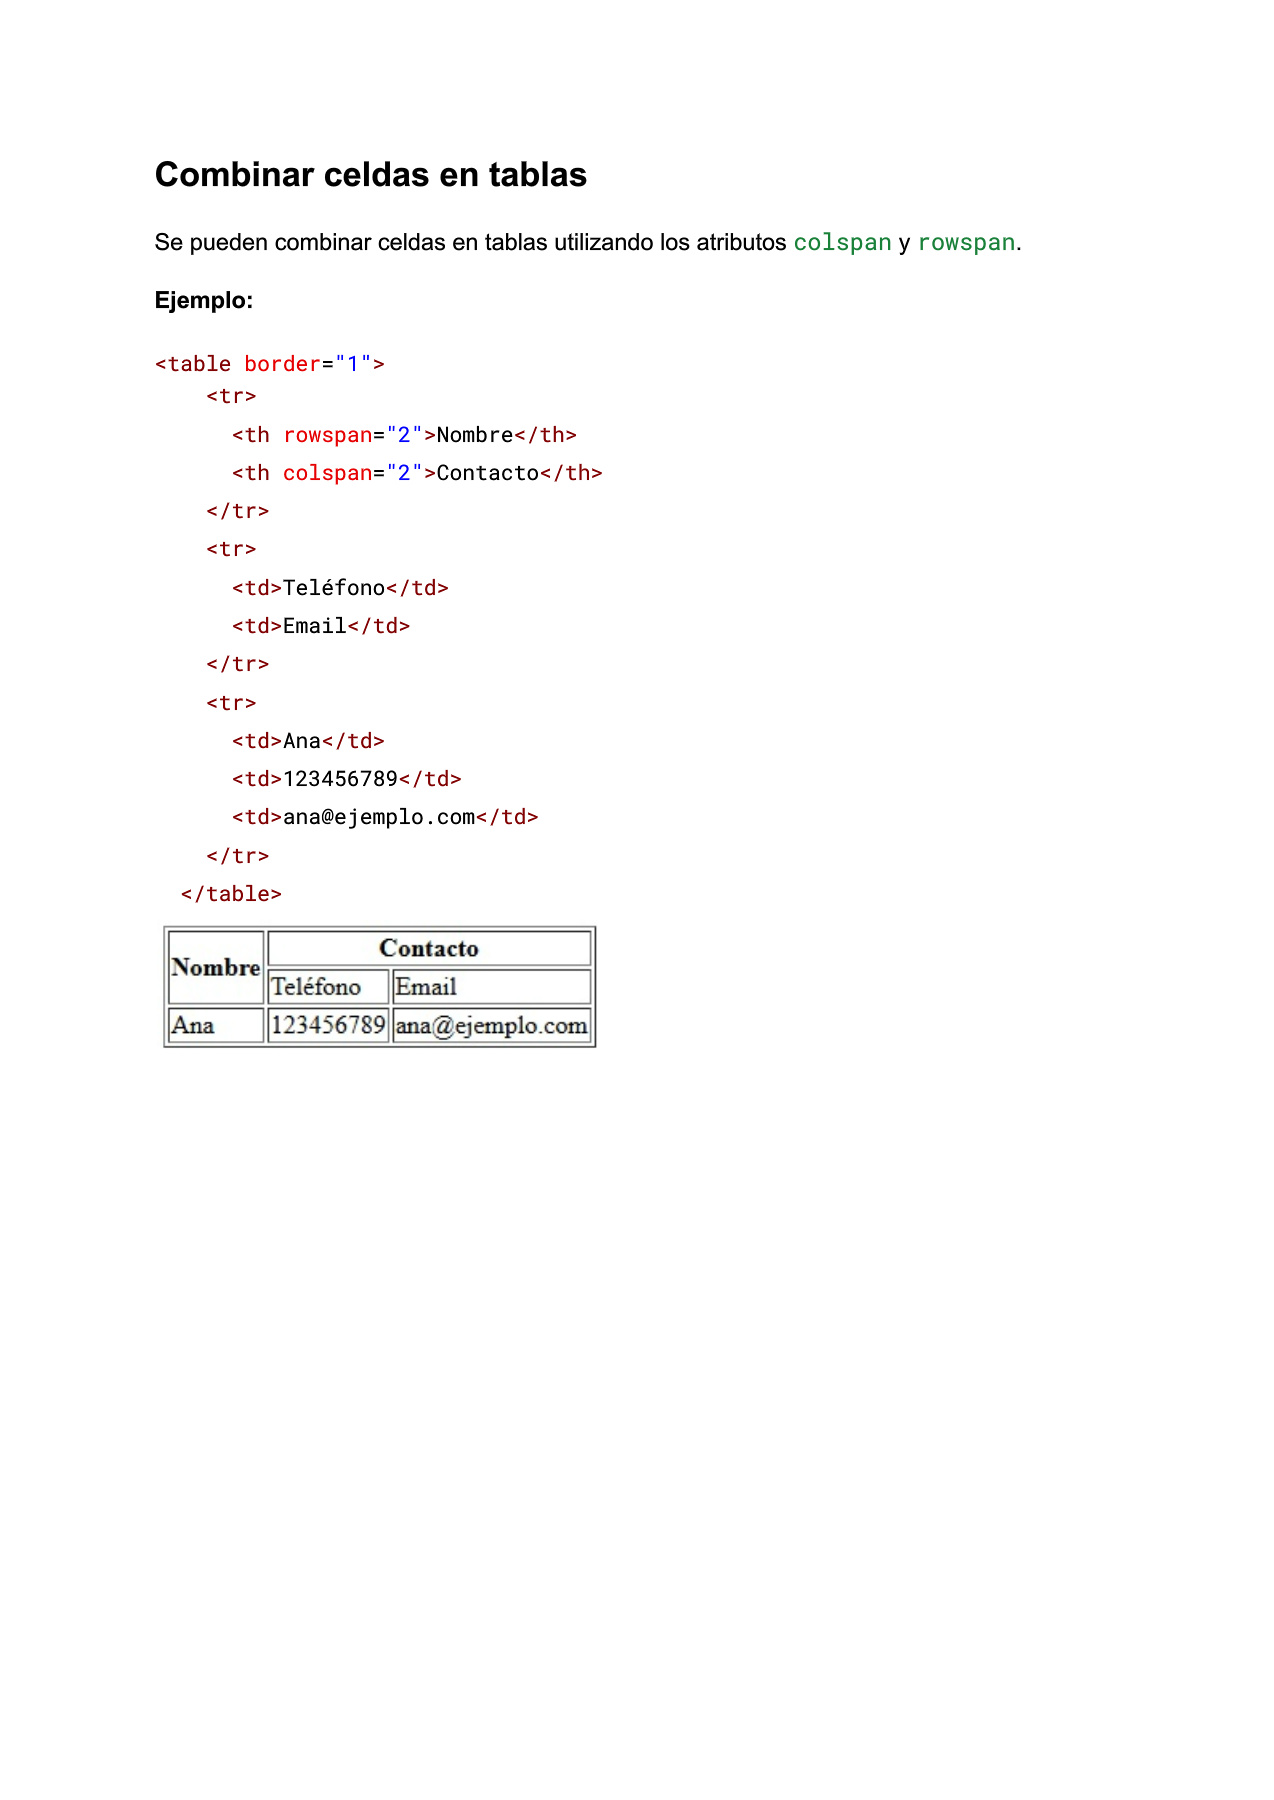 Combinar celdas en tablas
Se pueden combinar celdas en tablas utilizando los atributos colspan y rowspan.
Ejemplo:
<table border="1">
    <tr>
      <th rowspan="2">Nombre</th>
      <th colspan="2">Contacto</th>
    </tr>
    <tr>
      <td>Teléfono</td>
      <td>Email</td>
    </tr>
    <tr>
      <td>Ana</td>
      <td>123456789</td>
      <td>ana@ejemplo.com</td>
    </tr>
  </table>
Contacto
Nombre
Teléfono Email
Ana 123456789 ana@ejemplo.com